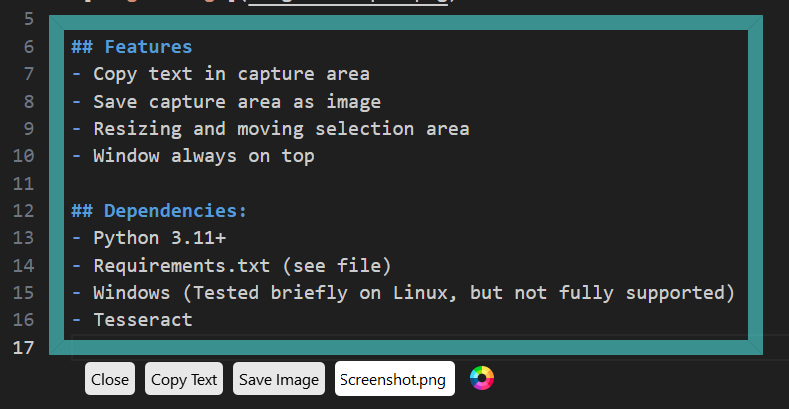 5
6 ## Features
7 - Copy text in capture area
8 - Save capture area as image
9 - Resizing and moving selection area
10 - Window always on top
11
12 ## Dependencies:
13 - Python 3.11+
14 - Requirements.txt (see file)
15 - Windows (Tested briefly on Linux, but not fully supported)
16 - Tesseract
17
Close Copy Text Save Image Screenshot.png